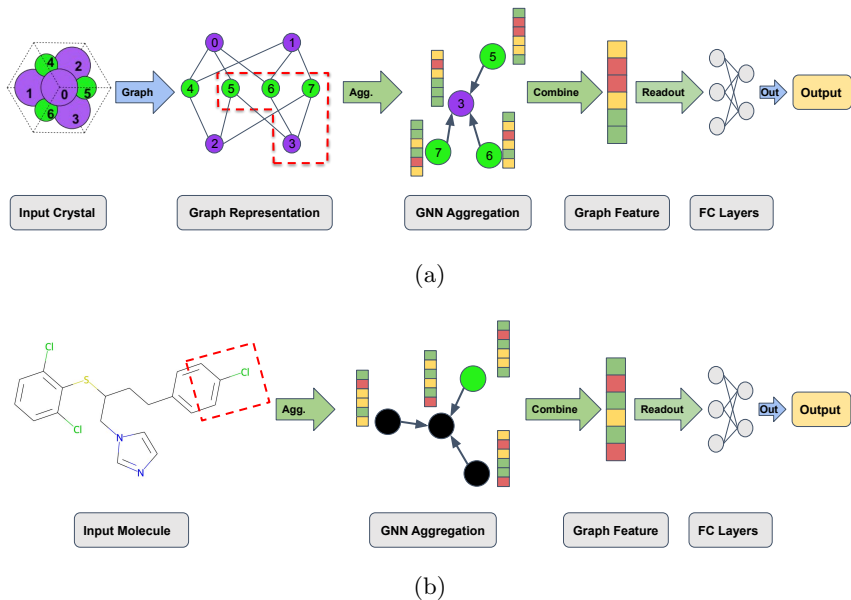 0 1
4 5 6 7
2 3
4 2
1 0 5
6 3
Graph
Agg.
5
3
7 6
Combine
Readout
Out
Output
Input Crystal
Graph Representation
GNN Aggregation
Graph Feature
FC Layers
(a)
Cl
S
Cl
Cl
N
N
Agg.
Combine
Readout
Out
Output
Input Molecule
GNN Aggregation
Graph Feature
FC Layers
(b)